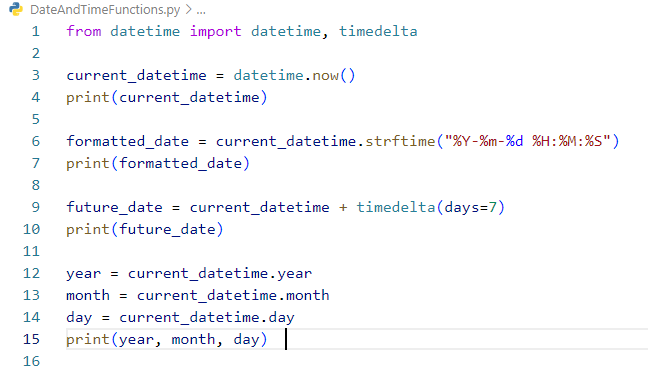 DateAndTimeFunctions.py > ...
1 from datetime import datetime, timedelta
2
3 current_datetime = datetime.now()
4 print(current_datetime)
5
6 formatted_date = current_datetime.strftime("%Y-%m-%d %H:%M:%S")
7 print(formatted_date)
8
9 future_date = current_datetime + timedelta(days=7)
10 print(future_date)
11
12 year = current_datetime.year
13 month = current_datetime.month
14 day = current_datetime.day
15 print(year, month, day)
16